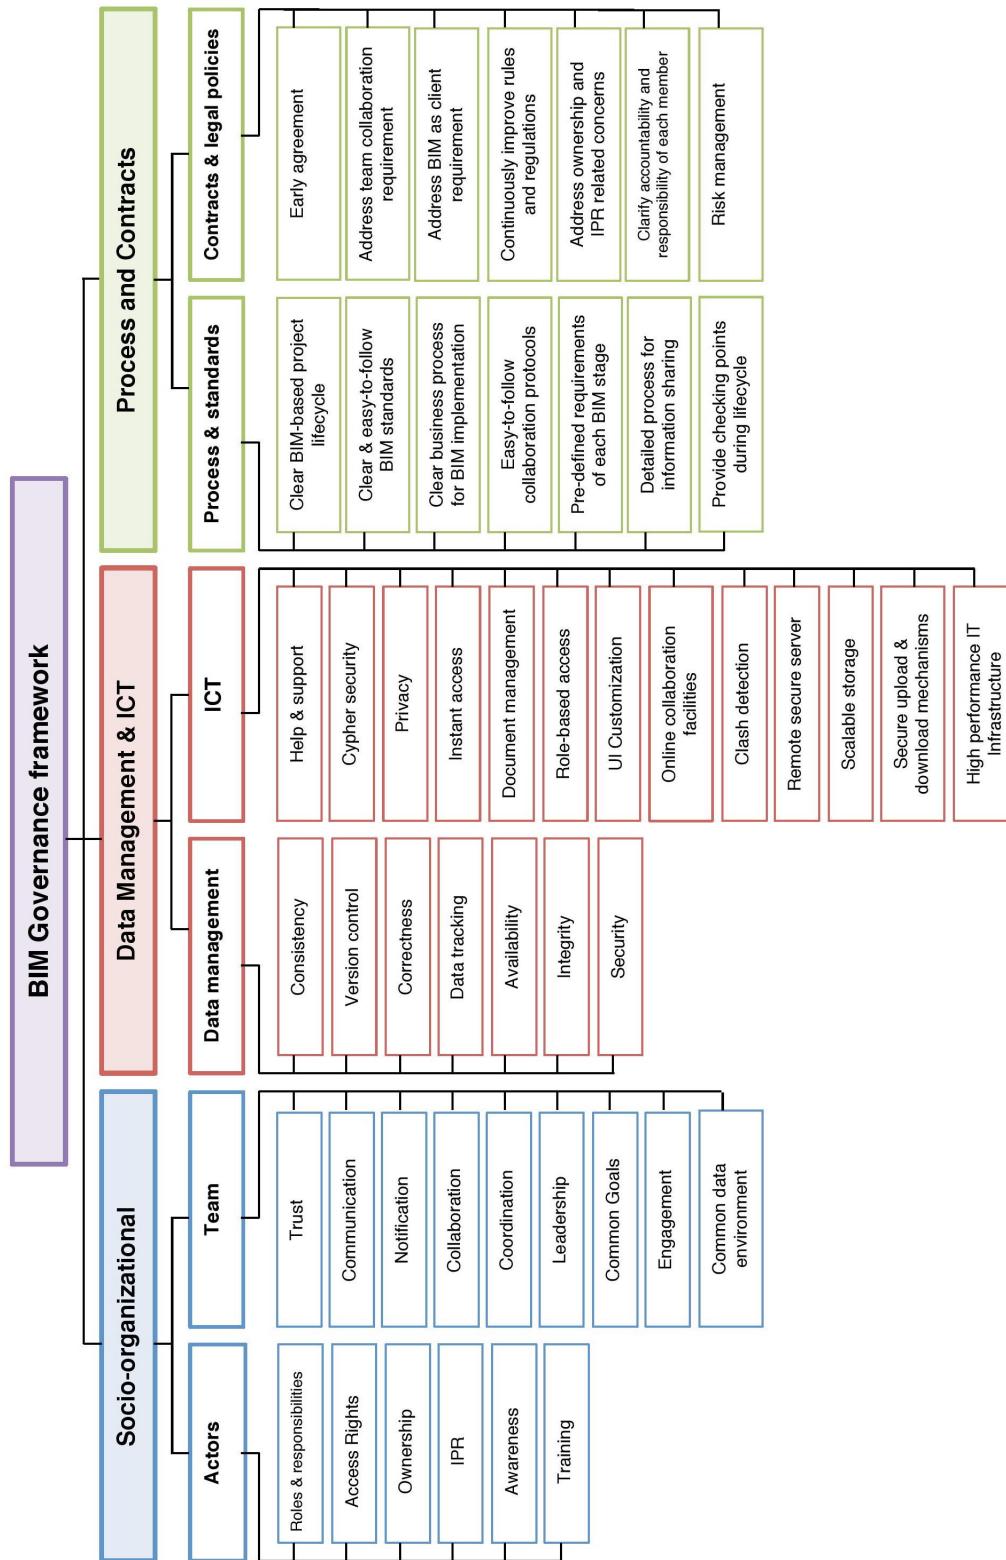 BIM Governance framework
Socio-organizational
Data Management & ICT
Process and Contracts
Actors
Team
Data management
ICT
Process & standards
Contracts & legal policies
Roles & responsibilities
Access Rights
Ownership
IPR
Awareness
Training
Trust
Communication
Notification
Collaboration
Coordination
Leadership
Common Goals
Engagement
Common data
environment
Consistency
Version control
Correctness
Data tracking
Availability
Integrity
Security
Help & support
Cypher security
Privacy
Instant access
Document management
Role-based access
UI Customization
Online collaboration
facilities
Clash detection
Remote secure server
Scalable storage
Secure upload &
download mechanisms
High performance IT
Infrastructure
Clear BIM-based project
lifecycle
Clear & easy-to-follow
BIM standards
Clear business process
for BIM implementation
Easy-to-follow
collaboration protocols
Pre-defined requirements
of each BIM stage
Detailed process for
information sharing
Provide checking points
during lifecycle
Early agreement
Address team collaboration
requirement
Address BIM as client
requirement
Continuously improve rules
and regulations
Address ownership and
IPR related concerns
Clarify accountability and
responsibility of each member
Risk management